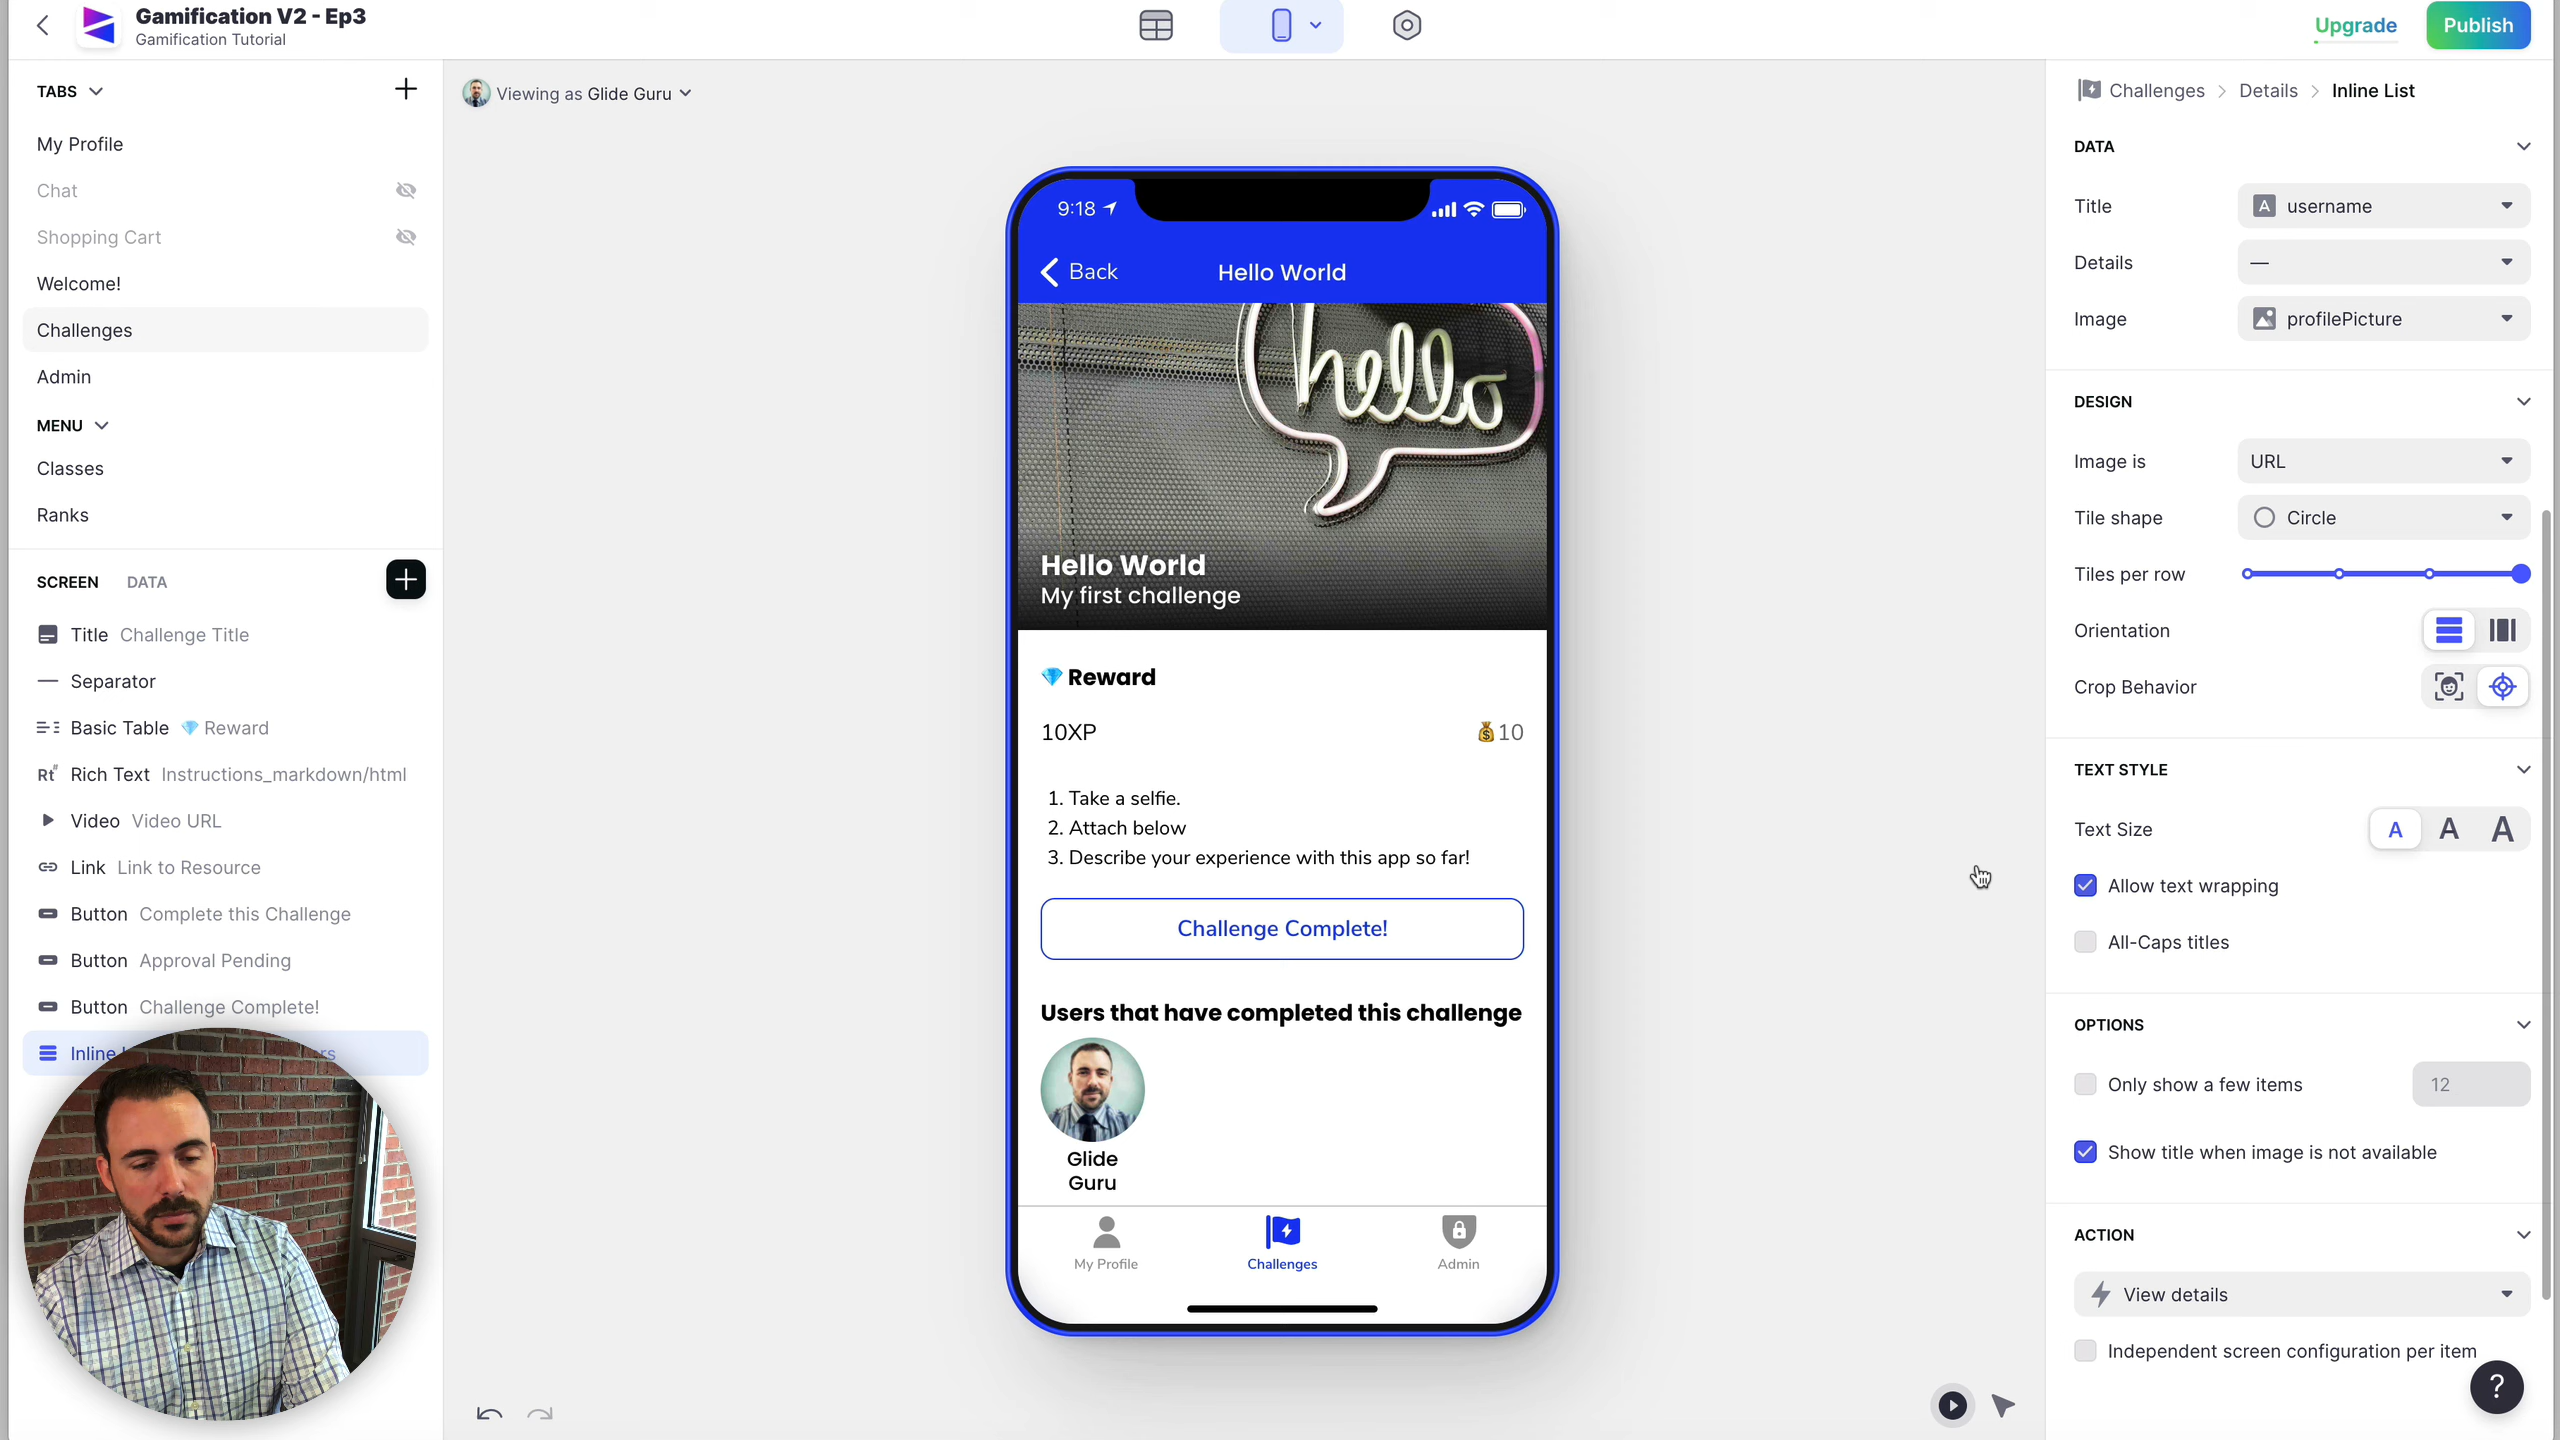 Gamification V2 - Ep3
Gamification Tutorial
Upgrade
Publish
TABS
My Profile
Chat
Shopping Cart
Welcome!
Challenges
Admin
MENU
Classes
Ranks
SCREEN DATA
Title Challenge Title
Separator
Basic Table 💎 Reward
Rich Text Instructions_markdown/html
Video Video URL
Link Link to Resource
Button Complete this Challenge
Button Approval Pending
Button Challenge Complete!
Inline
Viewing as Glide Guru
9:18
Back
Hello World
hello
Hello World
My first challenge
💎 Reward
10XP 💰10
1. Take a selfie.
2. Attach below
3. Describe your experience with this app so far!
Challenge Complete!
Users that have completed this challenge
Glide
Guru
My Profile
Challenges
Admin
Challenges > Details > Inline List
DATA
Title A username
Details —
Image profilePicture
DESIGN
Image is URL
Tile shape Circle
Tiles per row
Orientation
Crop Behavior
TEXT STYLE
Text Size A A A
Allow text wrapping
All-Caps titles
OPTIONS
Only show a few items 12
Show title when image is not available
ACTION
View details
Independent screen configuration per item
?